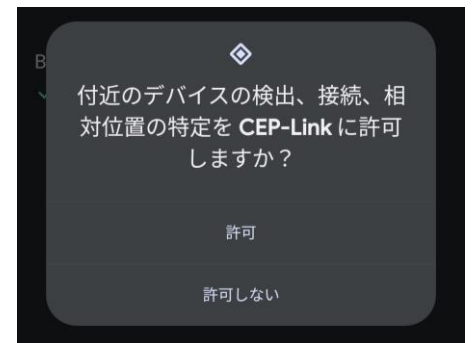 B
付近のデバイスの検出、接続、相
対位置の特定を CEP-Link に許可
しますか？
許可
許可しない